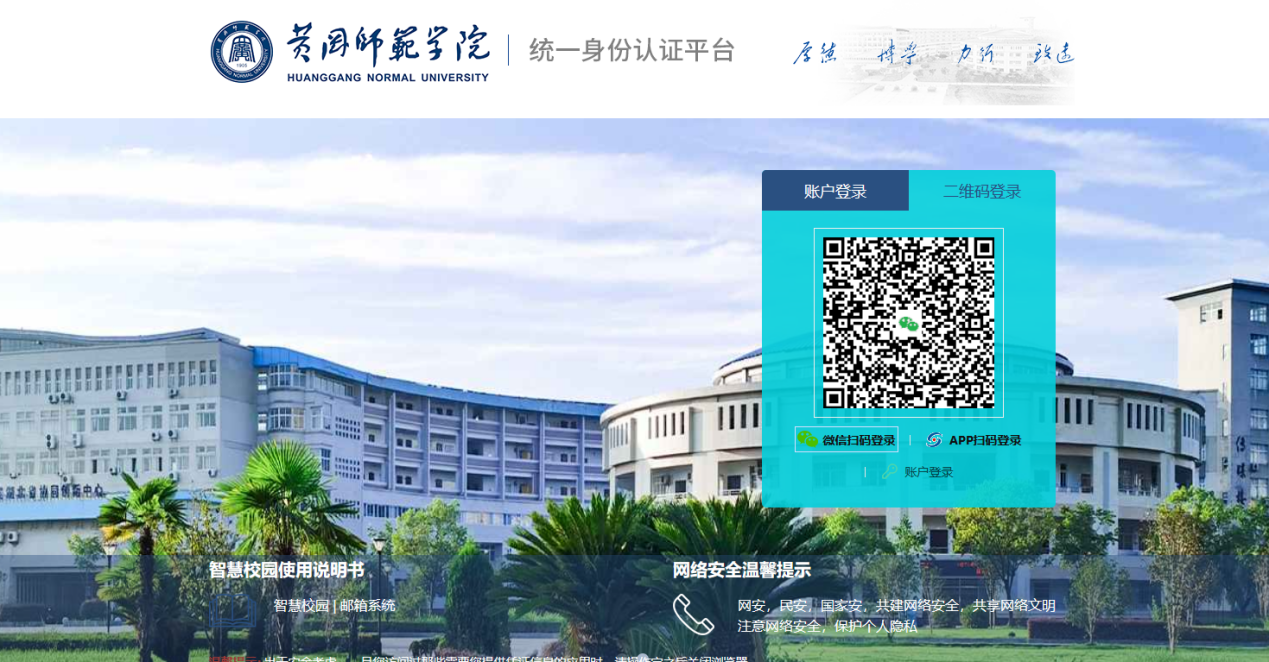 黄冈师范学院
HUANGGANG NORMAL UNIVERSITY
统一身份认证平台
厚德 博学 力行 致远
账户登录
二维码登录
微信扫码登录 | APP扫码登录
| 账户登录
智慧校园使用说明书
智慧校园 | 邮箱系统
网络安全温馨提示
网安，民安，国家安，共建网络安全，共享网络文明
注意网络安全，保护个人隐私